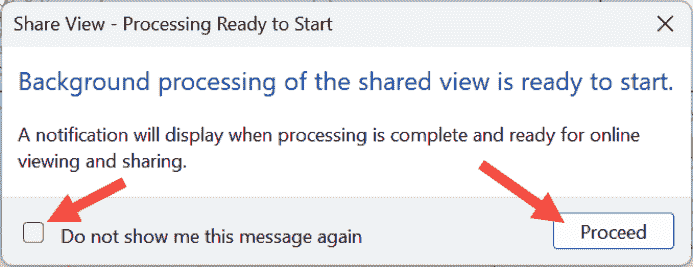 Share View - Processing Ready to Start
Background processing of the shared view is ready to start.
A notification will display when processing is complete and ready for online
viewing and sharing.
Do not show me this message again
Proceed